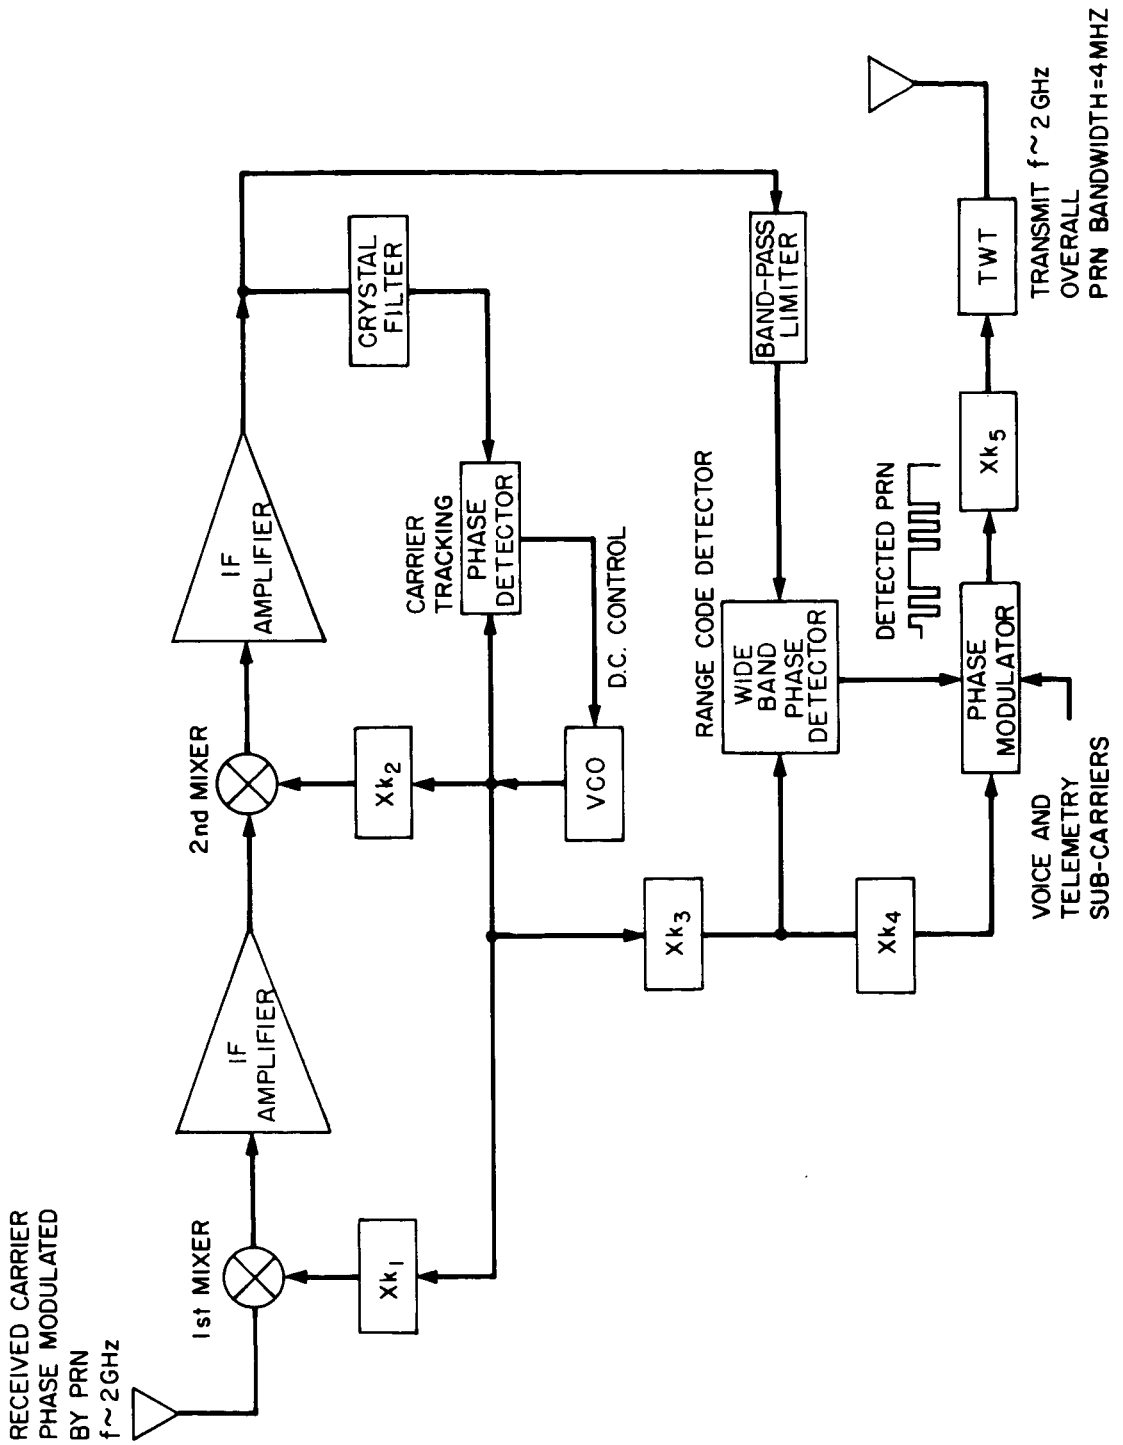 RECEIVED CARRIER
PHASE MODULATED
BY PRN
f~2GHz
1st MIXER
IF
AMPLIFIER
2nd MIXER
IF
AMPLIFIER
Xk1
Xk2
CARRIER
TRACKING
PHASE
DETECTOR
CRYSTAL
FILTER
VCO
D.C. CONTROL
Xk3
RANGE CODE DETECTOR
WIDE
BAND
PHASE
DETECTOR
BAND-PASS
LIMITER
Xk4
DETECTED PRN
PHASE
MODULATOR
Xk5
TWT
VOICE AND
TELEMETRY
SUB-CARRIERS
TRANSMIT f~2GHz
OVERALL
PRN BANDWIDTH=4MHZ